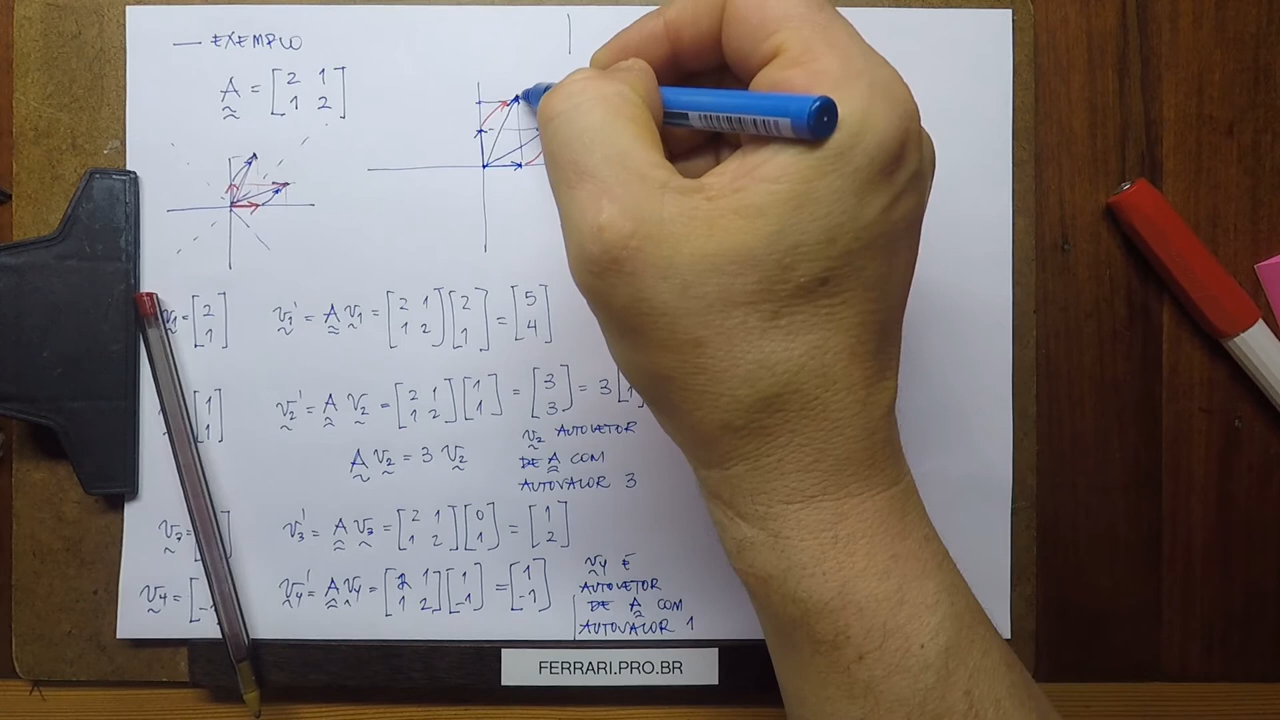 — EXEMPLO
A = [2 1; 1 2]
v1 = [2; 1] v1' = A v1 = [2 1; 1 2] [2; 1] = [5; 4]
[1; 1] v2' = A v2 = [2 1; 1 2] [1; 1] = [3; 3] = 3 [1
v2 AUTOVETOR
A v2 = 3 v2
DE A COM
AUTOVALOR 3
v3 = v3' = A v3 = [2 1; 1 2] [0; 1] = [1; 2]
v4 = [ -1 v4' = A v4 = [2 1; 1 2] [1; -1] = [1; -1]
v4 É
AUTOVETOR
DE A COM
AUTOVALOR 1
FERRARI.PRO.BR